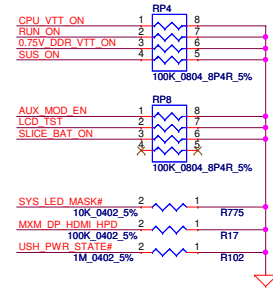 RP4
CPU_VTT_ON 1 8
RUN_ON 2 7
0.75V_DDR_VTT_ON 3 6
SUS_ON 4 5
100K_0804_8P4R_5%
RP8
AUX_MOD_EN 1 8
LCD_TST 2 7
SLICE_BAT_ON 3 6
4 5
100K_0804_8P4R_5%
SYS_LED_MASK# 2 1
10K_0402_5% R775
MXM_DP_HDMI_HPD 2 1
100K_0402_5% R17
USH_PWR_STATE# 2 1
1M_0402_5% R102